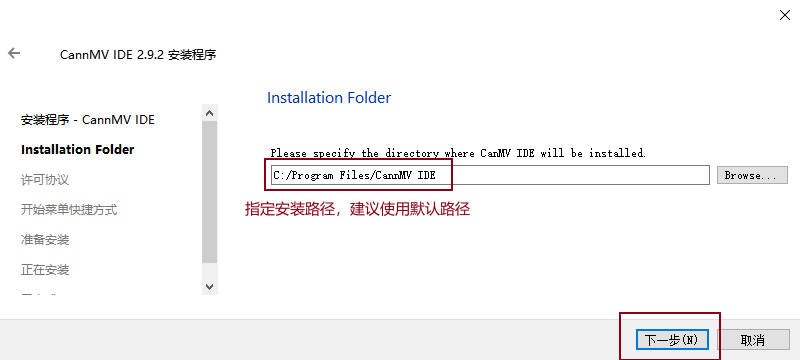 CannMV IDE 2.9.2 安装程序
安装程序 - CannMV IDE
Installation Folder
许可协议
开始菜单快捷方式
准备安装
正在安装
Installation Folder
Please specify the directory where CanMV IDE will be installed.
C:/Program Files/CannMV IDE
Browse...
指定安装路径，建议使用默认路径
下一步(N)
取消